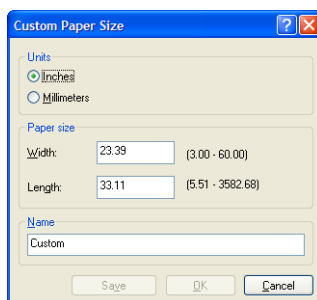 Custom Paper Size
Units
Inches
Millimeters
Paper size
Width: 23.39 (3.00 - 60.00)
Length: 33.11 (5.51 - 3582.68)
Name
Custom
Save OK Cancel